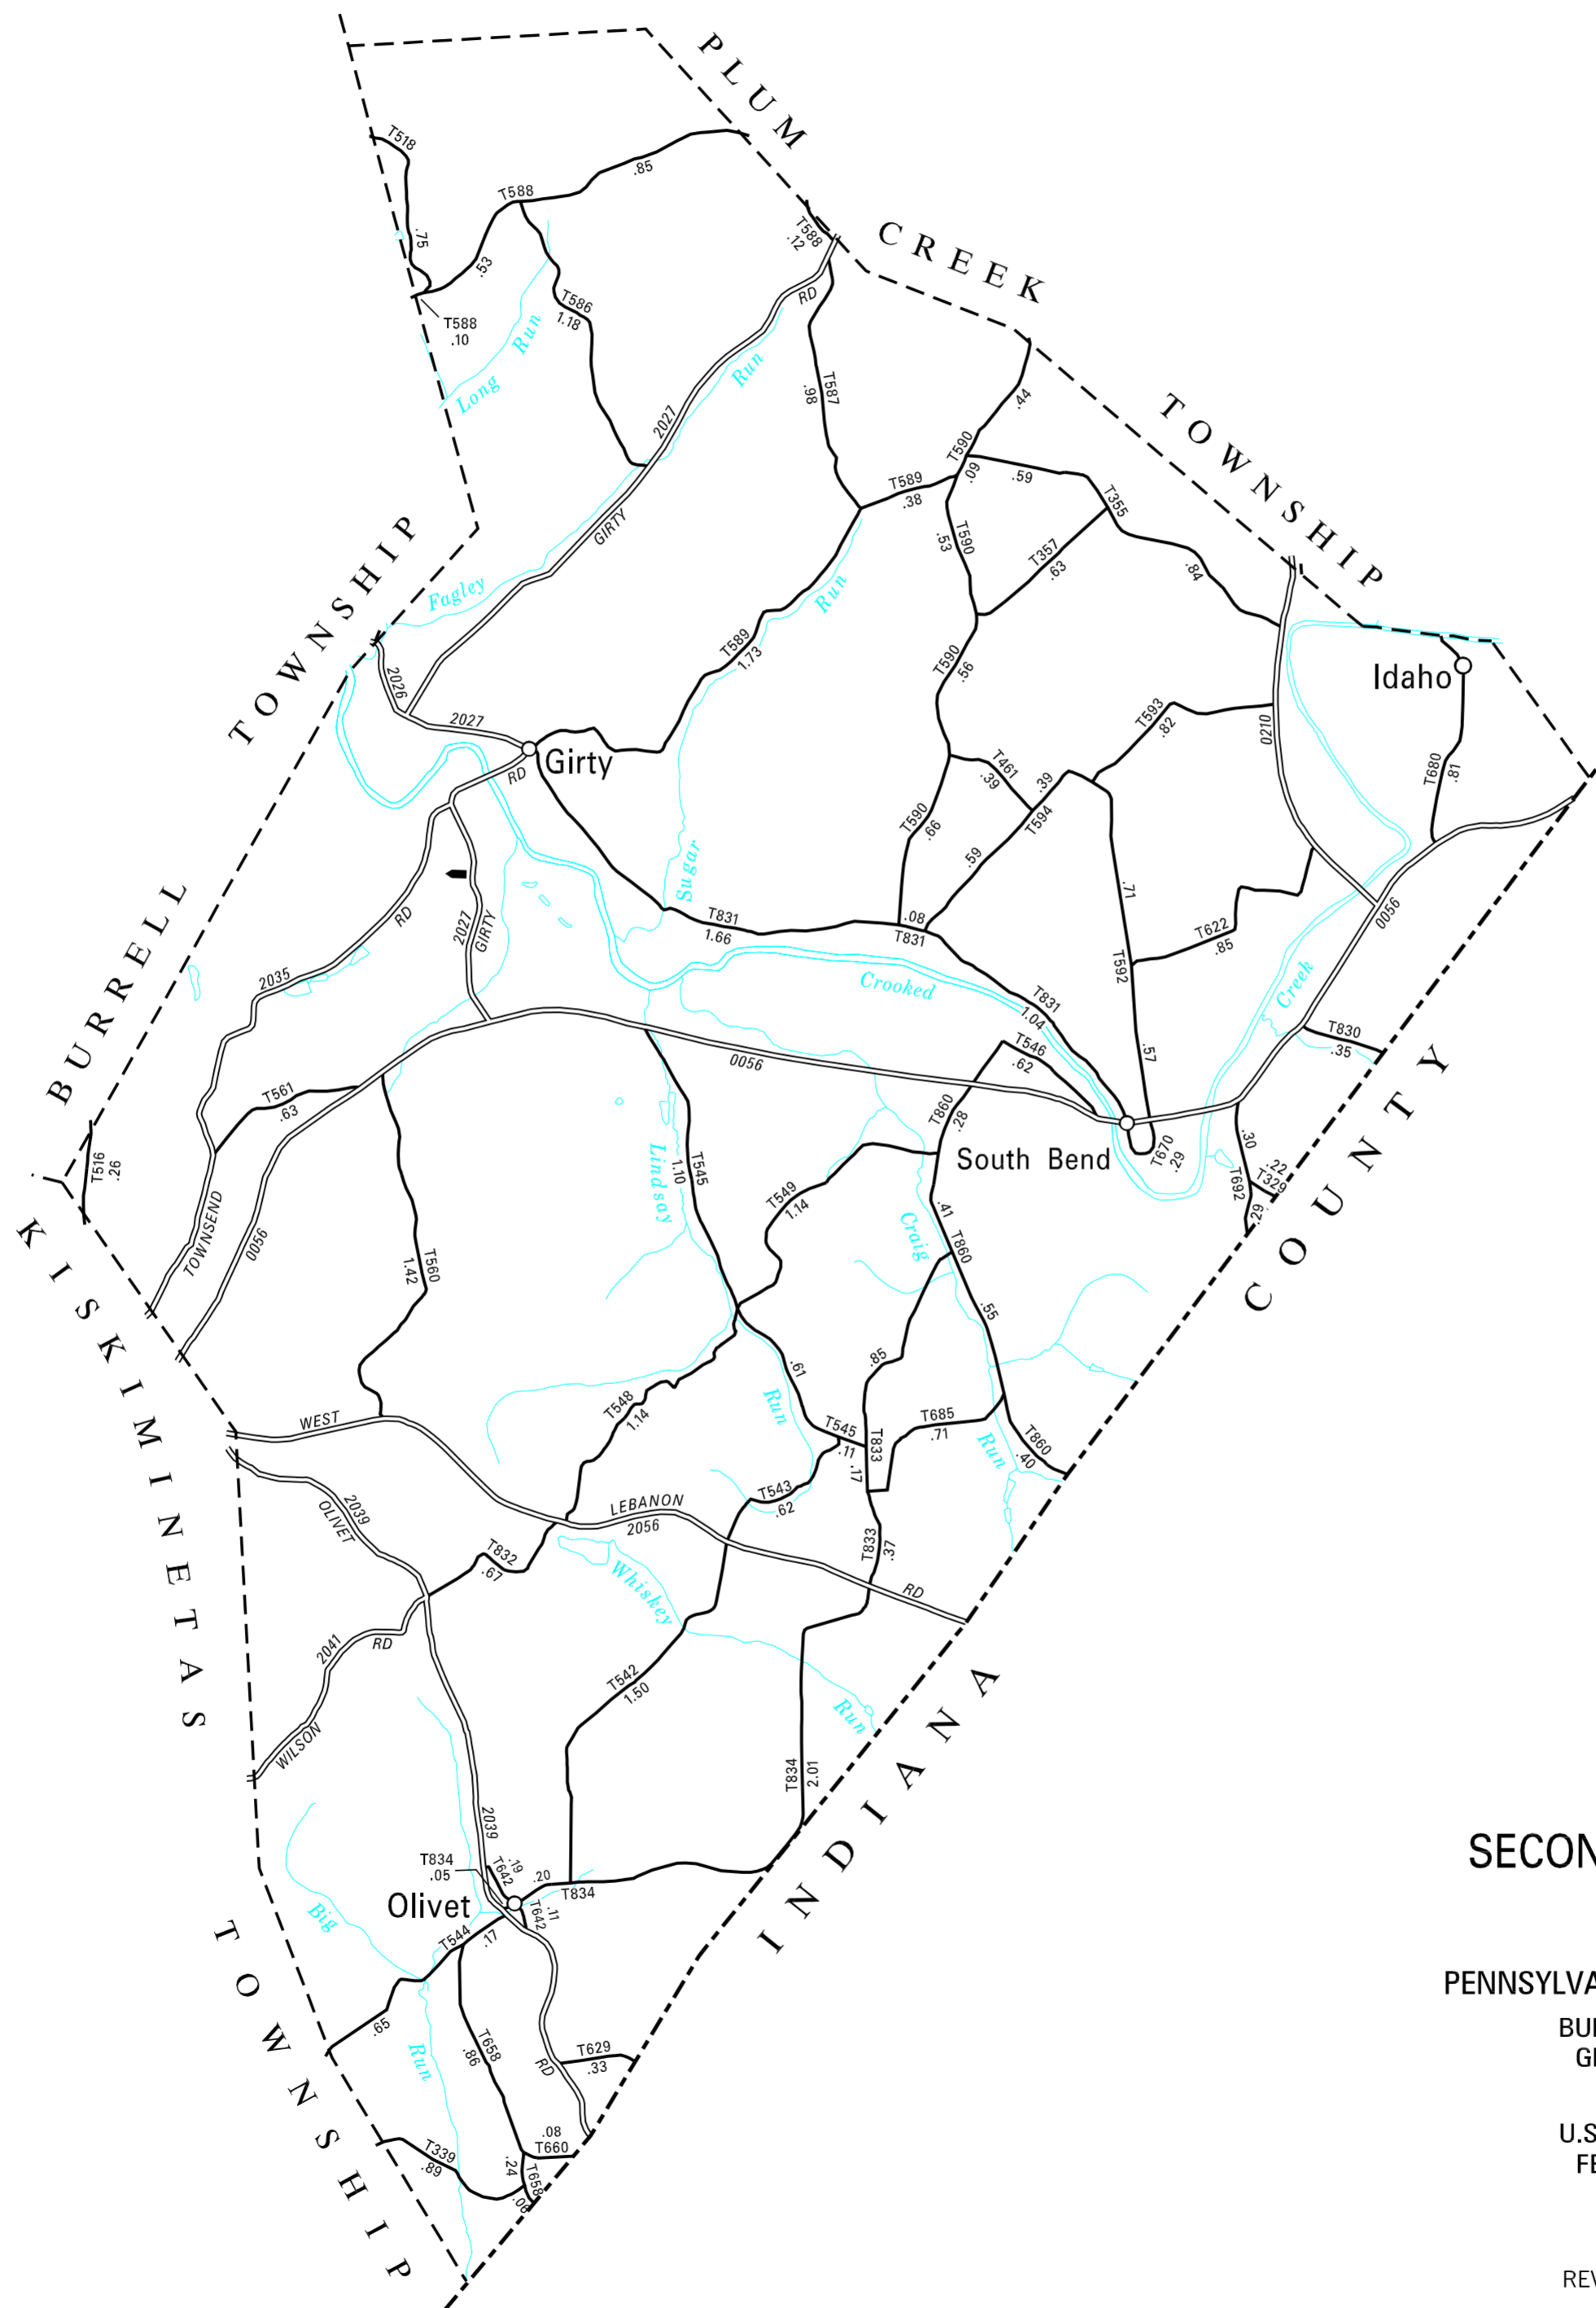 PLUM
CREEK
TOWNSHIP
T518
.75
T588
.85
.53
T588
.10
T586
1.18
Long
Run
T588
.12
RD
Run
2027
GIRTY
T587
.98
.44
T590
.09
T589
.38
.59
T355
T590
.53
T357
.63
.84
Run
Fagley
TOWNSHIP
2026
2027
T589
1.73
T590
.56
Idaho
T593
.82
0210
T680
.81
Girty
RD
T461
.39
.39
T594
T590
.66
.59
Sugar
.71
T831
1.66
.08
T831
T622
.85
0056
RD
2027
GIRTY
2035
BURRELL
Crooked
T592
Creek
T831
1.04
T830
.35
0056
T546
.62
.57
T561
.63
T860
.28
South Bend
T670
.29
.30
.22
T329
T692
.29
T516
.26
Lindsay
1.10
T545
T549
1.14
TOWNSEND
0056
.41
Craig
T860
T560
1.42
COUNTY
KISKIMINETAS
.55
.61
.85
T548
1.14
Run
WEST
T545
.11
T833
.17
T685
.71
Run
T860
.40
2039
OLIVET
LEBANON
2056
T543
.62
T832
.67
T833
.37
RD
Whiskey
2041
RD
T542
1.50
WILSON
Run
INDIANA
T834
2.01
2039
T834
.05
T642
.19
.20
T834
Olivet
T642
.11
Big
T544
.17
TOWNSHIP
.65
T658
.86
Run
RD
T629
.33
.08
T660
T339
.89
.24
T658
.06
SECON
PENNSYLVA
BU
G
U.S
FE
REV